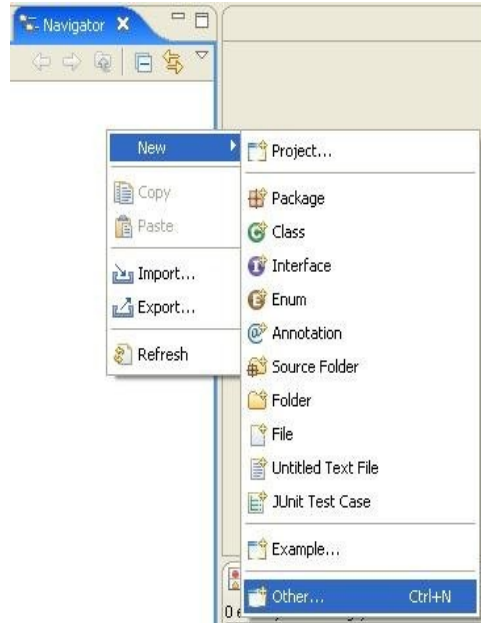 Navigator
New
Copy
Paste
Import...
Export...
Refresh
Project...
Package
Class
Interface
Enum
Annotation
Source Folder
Folder
File
Untitled Text File
JUnit Test Case
Example...
Other... Ctrl+N